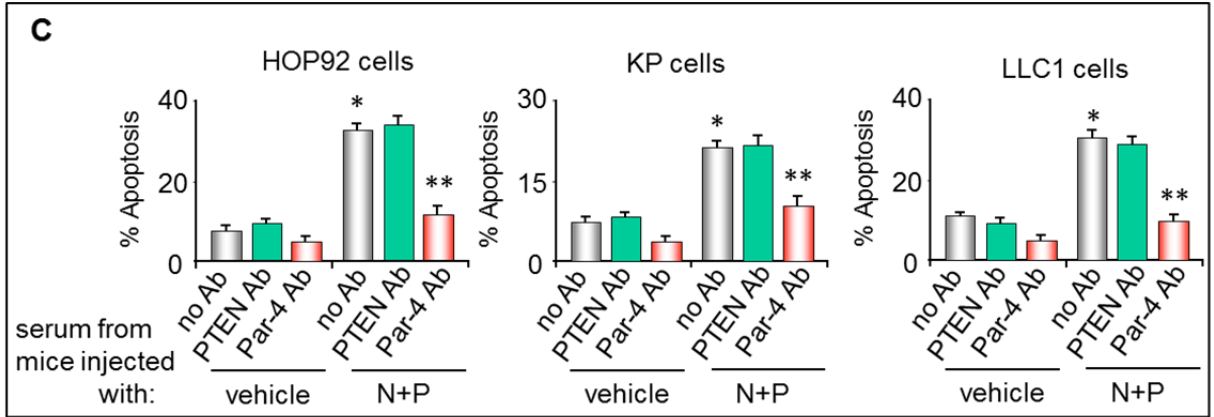 C
HOP92 cells
KP cells
LLC1 cells
% Apoptosis
40
20
0
*
**
% Apoptosis
30
15
0
*
**
% Apoptosis
40
20
0
*
**
no Ab
PTEN Ab
Par-4 Ab
no Ab
PTEN Ab
Par-4 Ab
no Ab
PTEN Ab
Par-4 Ab
no Ab
PTEN Ab
Par-4 Ab
no Ab
PTEN Ab
Par-4 Ab
no Ab
PTEN Ab
Par-4 Ab
serum from
mice injected
with:
vehicle
N+P
vehicle
N+P
vehicle
N+P